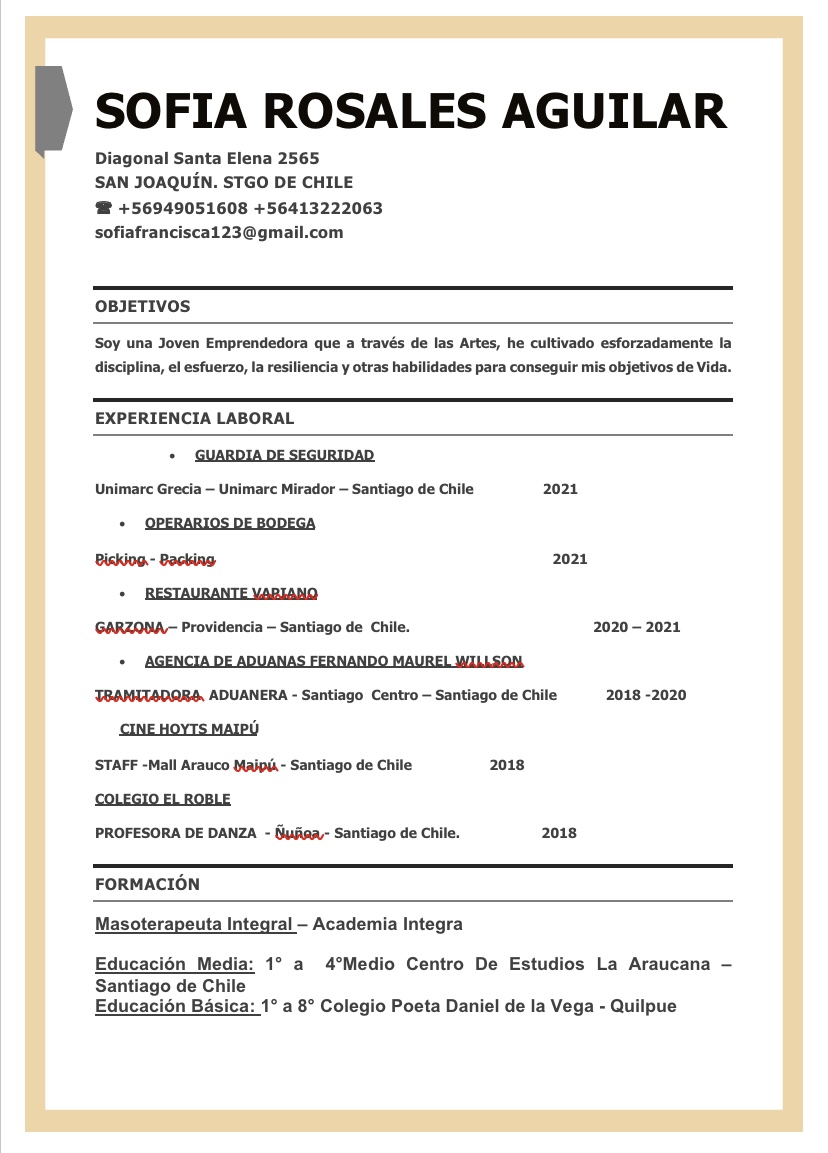 SOFIA ROSALES AGUILAR
Diagonal Santa Elena 2565
SAN JOAQUÍN. STGO DE CHILE
☎ +56949051608 +56413222063
sofiafrancisca123@gmail.com
OBJETIVOS
Soy una Joven Emprendedora que a través de las Artes, he cultivado esforzadamente la
disciplina, el esfuerzo, la resiliencia y otras habilidades para conseguir mis objetivos de Vida.
EXPERIENCIA LABORAL
• GUARDIA DE SEGURIDAD
Unimarc Grecia – Unimarc Mirador – Santiago de Chile 2021
• OPERARIOS DE BODEGA
Picking - Packing 2021
• RESTAURANTE VAPIANO
GARZONA – Providencia – Santiago de Chile. 2020 – 2021
• AGENCIA DE ADUANAS FERNANDO MAUREL WILLSON
TRAMITADORA ADUANERA - Santiago Centro – Santiago de Chile 2018 -2020
CINE HOYTS MAIPÚ
STAFF -Mall Arauco Maipú - Santiago de Chile 2018
COLEGIO EL ROBLE
PROFESORA DE DANZA - Ñuñoa - Santiago de Chile. 2018
FORMACIÓN
Masoterapeuta Integral – Academia Integra
Educación Media: 1° a 4°Medio Centro De Estudios La Araucana –
Santiago de Chile
Educación Básica: 1° a 8° Colegio Poeta Daniel de la Vega - Quilpue